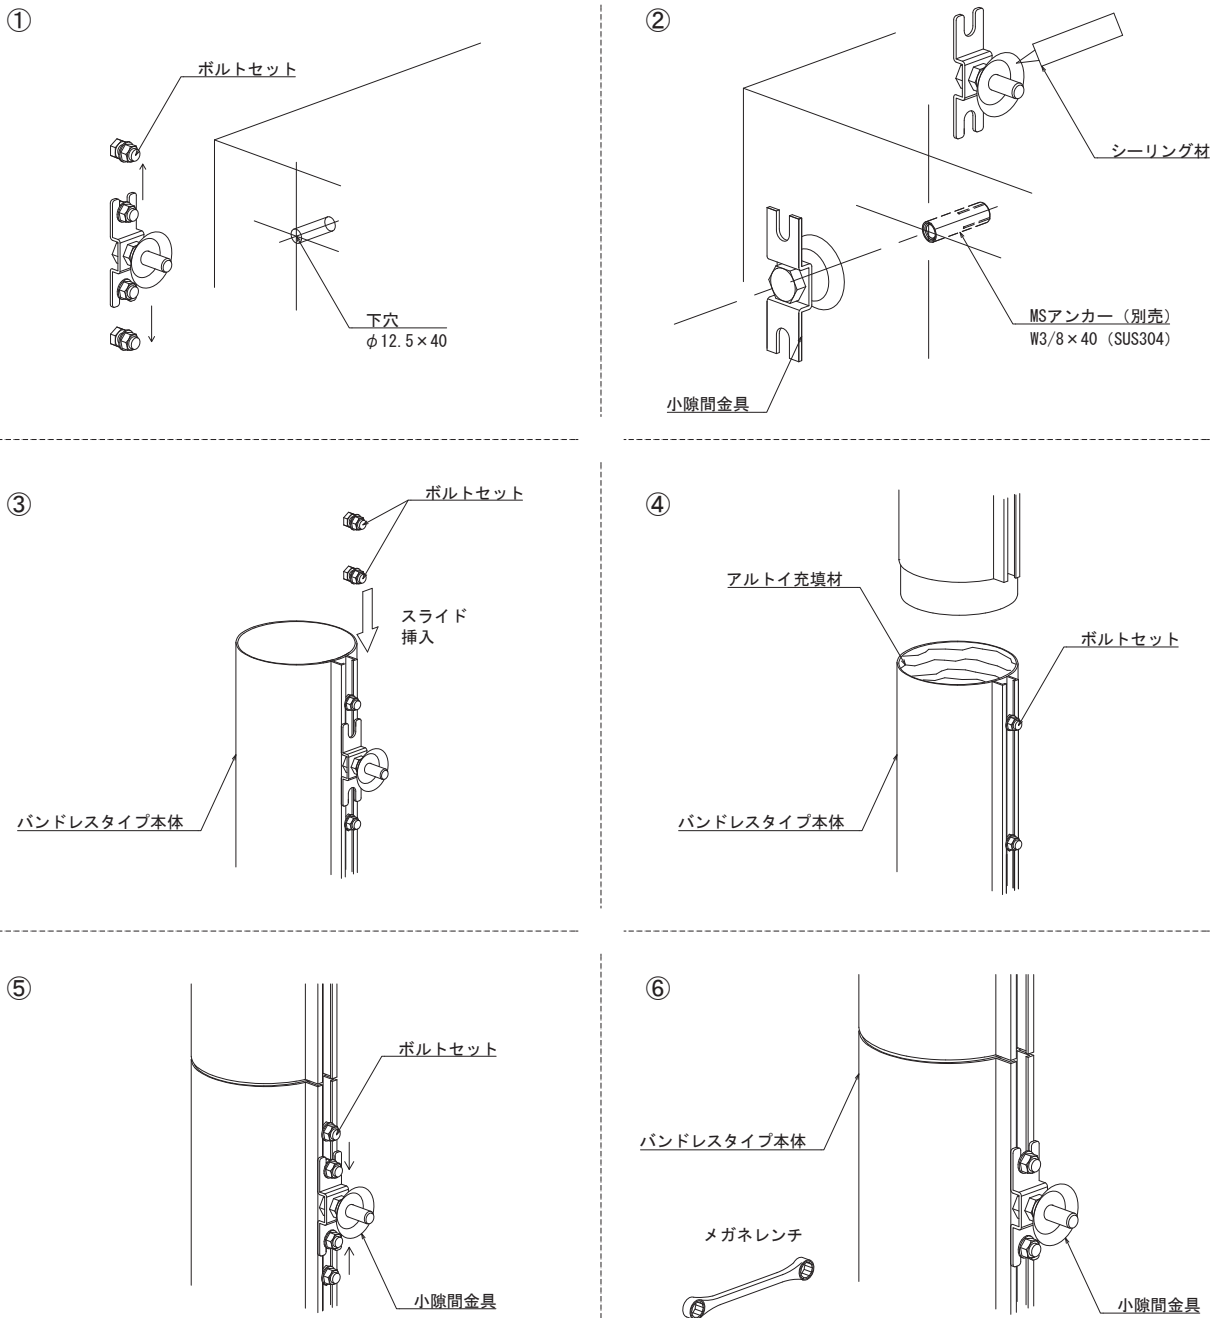 ①
ボルトセット
下穴
φ12.5×40
②
シーリング材
MSアンカー（別売）
W3/8×40（SUS304）
小隙間金具
③
ボルトセット
スライド
挿入
バンドレスタイプ本体
④
アルトイ充填材
ボルトセット
バンドレスタイプ本体
⑤
ボルトセット
小隙間金具
⑥
バンドレスタイプ本体
メガネレンチ
小隙間金具